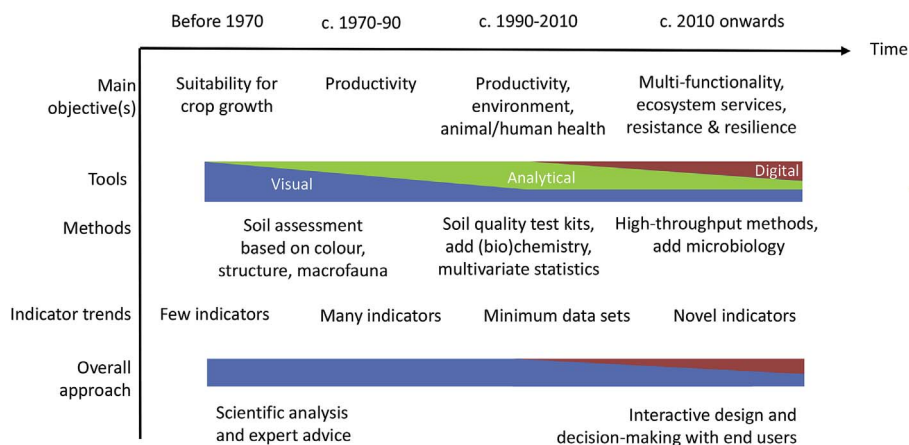 Before 1970
c. 1970-90
c. 1990-2010
c. 2010 onwards
Time
Main
objective(s)
Suitability for
crop growth
Productivity
Productivity,
environment,
animal/human health
Multi-functionality,
ecosystem services,
resistance & resilience
Tools
Visual
Analytical
Digital
Methods
Soil assessment
based on colour,
structure, macrofauna
Soil quality test kits,
add (bio)chemistry,
multivariate statistics
High-throughput methods,
add microbiology
Indicator trends
Few indicators
Many indicators
Minimum data sets
Novel indicators
Overall
approach
Scientific analysis
and expert advice
Interactive design and
decision-making with end users